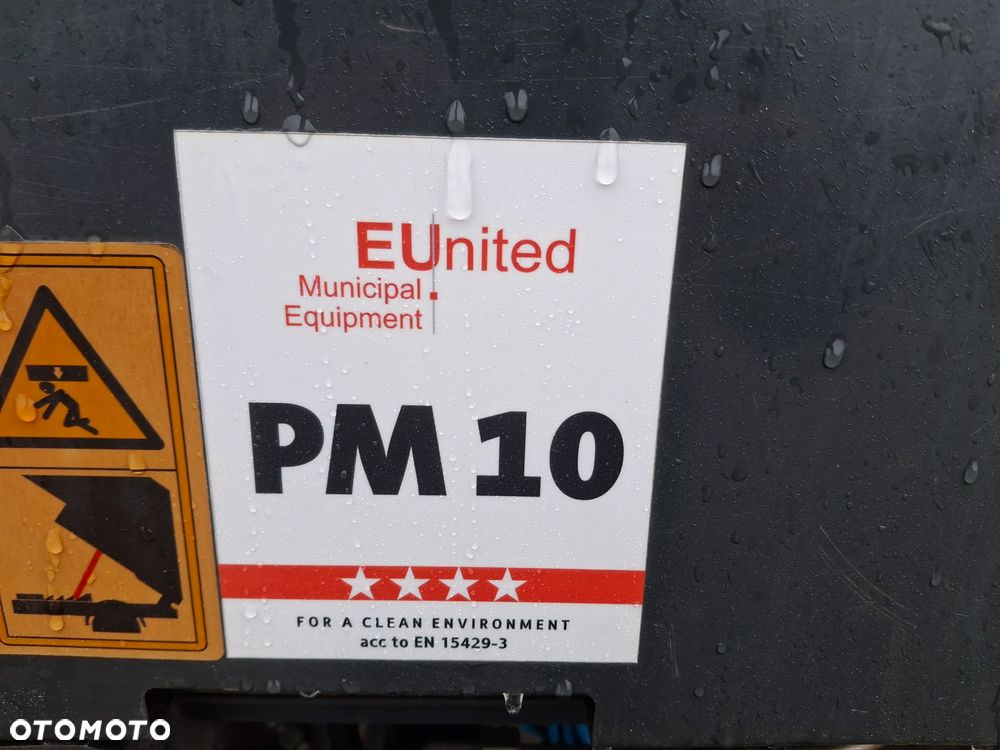 EUnited
Municipal
Equipment
PM 10
FOR A CLEAN ENVIRONMENT
acc to EN 15429-3
OTOMOTO